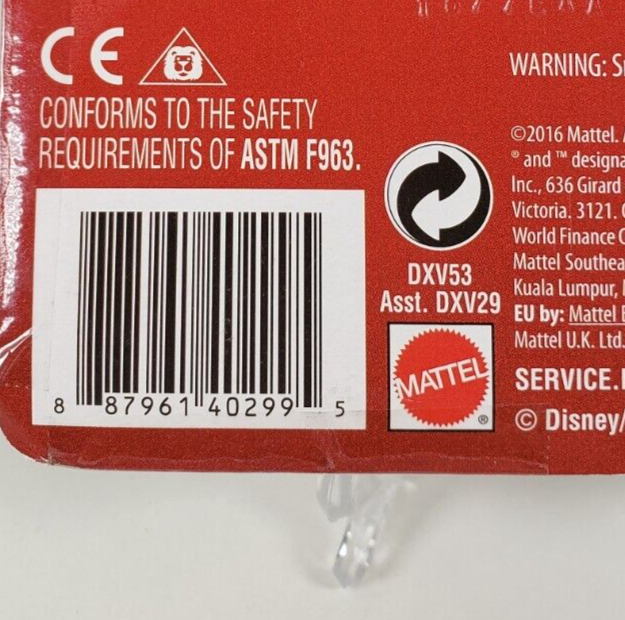 CE
CONFORMS TO THE SAFETY
REQUIREMENTS OF ASTM F963.
8 87961 40299 5
DXV53
Asst. DXV29
MATTEL
®
WARNING:
©2016 Mattel.
® and ™
Inc., 636 Girard
Victoria. 3121.
World Finance
Mattel
Kuala Lumpur,
EU by: Mattel
Mattel U.K. Ltd.
SERVICE.
© Disney/